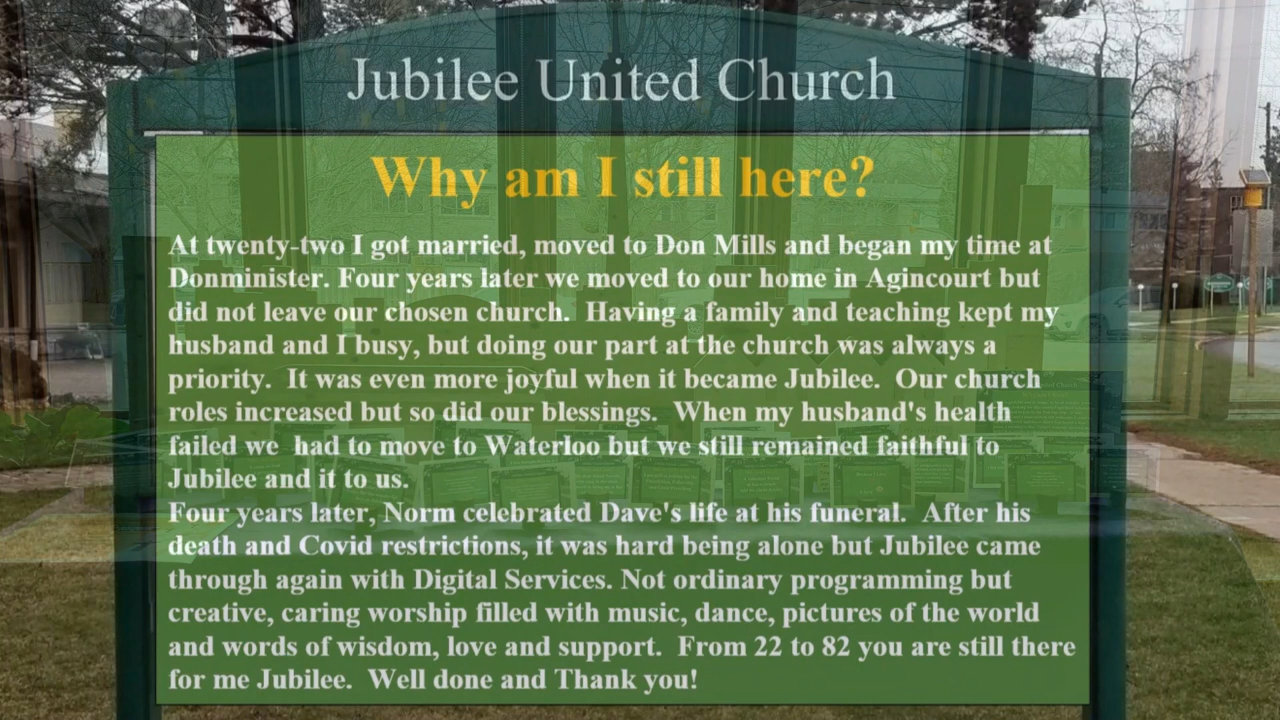 Jubilee United Church
Why am I still here?
At twenty-two I got married, moved to Don Mills and began my time at
Donminister. Four years later we moved to our home in Agincourt but
did not leave our chosen church.  Having a family and teaching kept my
husband and I busy, but doing our part at the church was always a
priority.  It was even more joyful when it became Jubilee.  Our church
roles increased but so did our blessings.  When my husband's health
failed we  had to move to Waterloo but we still remained faithful to
Jubilee and it to us.
Four years later, Norm celebrated Dave's life at his funeral.  After his
death and Covid restrictions, it was hard being alone but Jubilee came
through again with Digital Services. Not ordinary programming but
creative, caring worship filled with music, dance, pictures of the world
and words of wisdom, love and support.  From 22 to 82 you are still there
for me Jubilee.  Well done and Thank you!